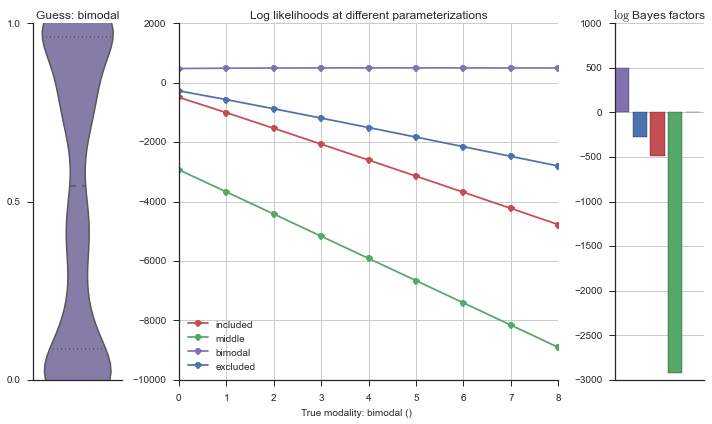 Guess: bimodal
1.0
0.5
0.0
Log likelihoods at different parameterizations
2000
0
−2000
−4000
−6000
−8000
−10000
included
middle
bimodal
excluded
0 1 2 3 4 5 6 7 8
True modality: bimodal ()
log Bayes factors
1000
500
0
−500
−1000
−1500
−2000
−2500
−3000